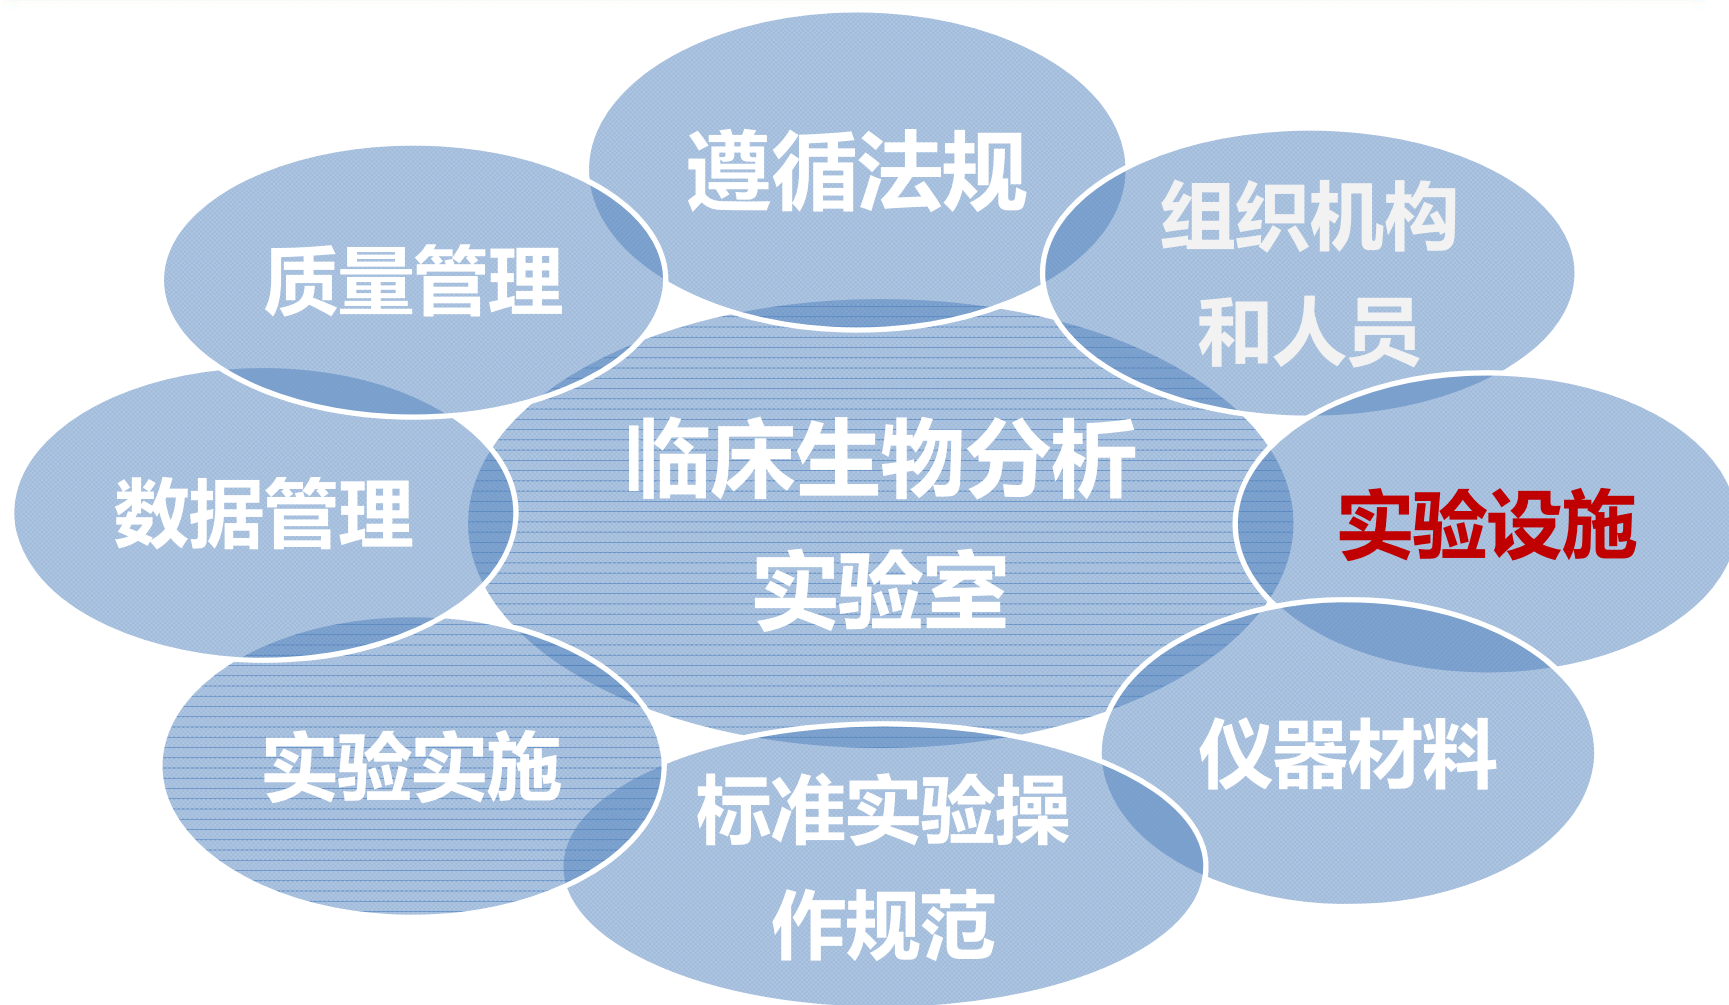 遵循法规
组织机构
和人员
质量管理
临床生物分析
实验室
数据管理
实验设施
实验实施
仪器材料
标准实验操
作规范